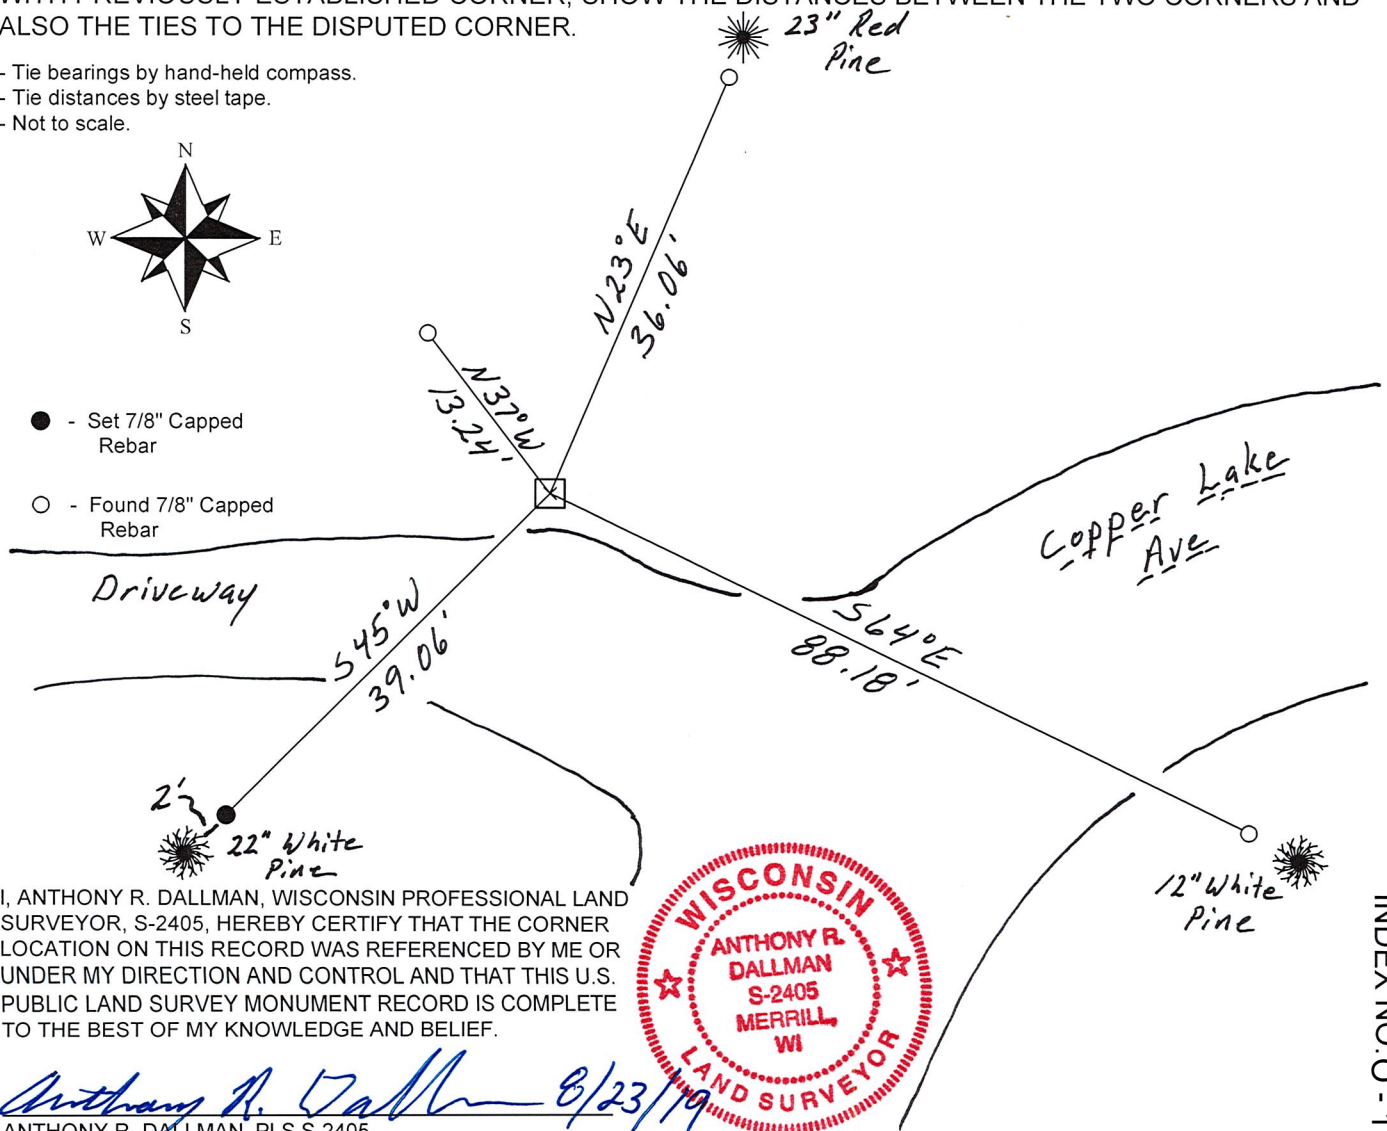 ALSO THE TIES TO THE DISPUTED CORNER.
23" Red
Pine
- Tie bearings by hand-held compass.
- Tie distances by steel tape.
- Not to scale.
N
W
E
S
N23°E
36.06'
N37°W
13.24'
- Set 7/8" Capped
Rebar
- Found 7/8" Capped
Rebar
Copper Lake
Ave
Driveway
S45°W
39.06'
S64°E
88.18'
2'
22" White
Pine
12" White
Pine
I, ANTHONY R. DALLMAN, WISCONSIN PROFESSIONAL LAND
SURVEYOR, S-2405, HEREBY CERTIFY THAT THE CORNER
LOCATION ON THIS RECORD WAS REFERENCED BY ME OR
UNDER MY DIRECTION AND CONTROL AND THAT THIS U.S.
PUBLIC LAND SURVEY MONUMENT RECORD IS COMPLETE
TO THE BEST OF MY KNOWLEDGE AND BELIEF.
WISCONSIN
ANTHONY R.
DALLMAN
S-2405
MERRILL,
WI
LAND SURVEYOR
Anthony R. Dallman 8/23/19
ANTHONY R. DALLMAN, PLS S-2405
INDEX NO.